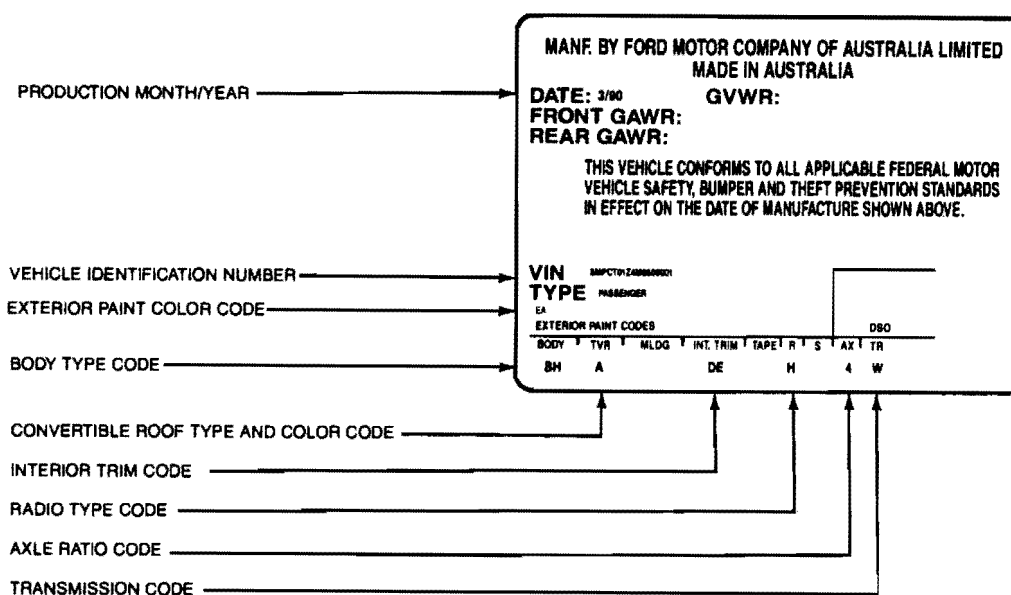 MANF. BY FORD MOTOR COMPANY OF AUSTRALIA LIMITED
MADE IN AUSTRALIA
PRODUCTION MONTH/YEAR
DATE: 3/90 GVWR:
FRONT GAWR:
REAR GAWR:
THIS VEHICLE CONFORMS TO ALL APPLICABLE FEDERAL MOTOR
VEHICLE SAFETY, BUMPER AND THEFT PREVENTION STANDARDS
IN EFFECT ON THE DATE OF MANUFACTURE SHOWN ABOVE.
VEHICLE IDENTIFICATION NUMBER
VIN
TYPE PASSENGER
EXTERIOR PAINT COLOR CODE
EA
EXTERIOR PAINT CODES DSO
BODY TVR MLDG INT. TRIM TAPE R S AX TR
BODY TYPE CODE
BH A DE H 4 W
CONVERTIBLE ROOF TYPE AND COLOR CODE
INTERIOR TRIM CODE
RADIO TYPE CODE
AXLE RATIO CODE
TRANSMISSION CODE